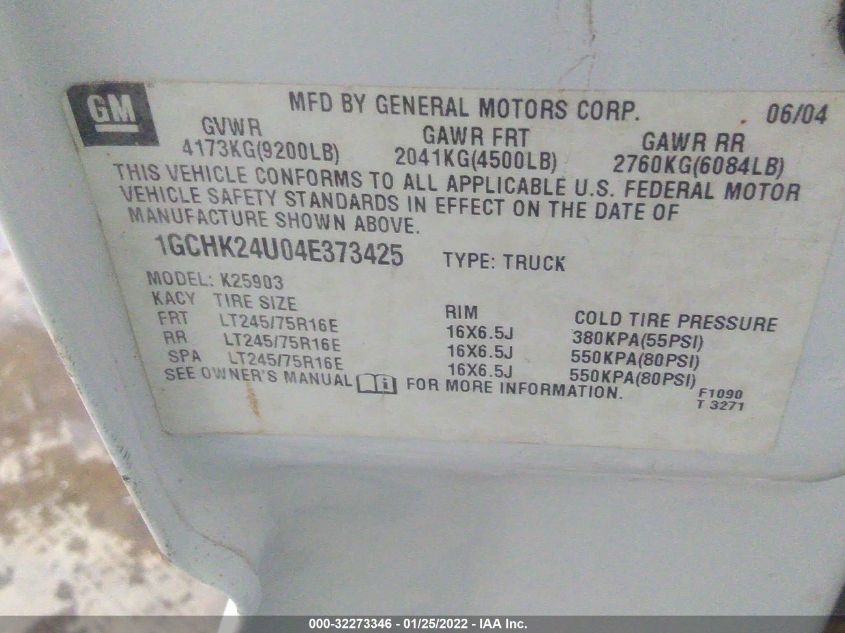 GM
MFD BY GENERAL MOTORS CORP. 06/04
GVWR GAWR FRT GAWR RR
4173KG(9200LB) 2041KG(4500LB) 2760KG(6084LB)
THIS VEHICLE CONFORMS TO ALL APPLICABLE U.S. FEDERAL MOTOR
VEHICLE SAFETY STANDARDS IN EFFECT ON THE DATE OF
MANUFACTURE SHOWN ABOVE.
1GCHK24U04E373425 TYPE: TRUCK
MODEL: K25903
KACY TIRE SIZE RIM COLD TIRE PRESSURE
FRT LT245/75R16E 16X6.5J 380KPA(55PSI)
RR LT245/75R16E 16X6.5J 550KPA(80PSI)
SPA LT245/75R16E 16X6.5J 550KPA(80PSI)
SEE OWNER'S MANUAL i FOR MORE INFORMATION. F1090
T 3271
000-32273346 - 01/25/2022 - IAA Inc.